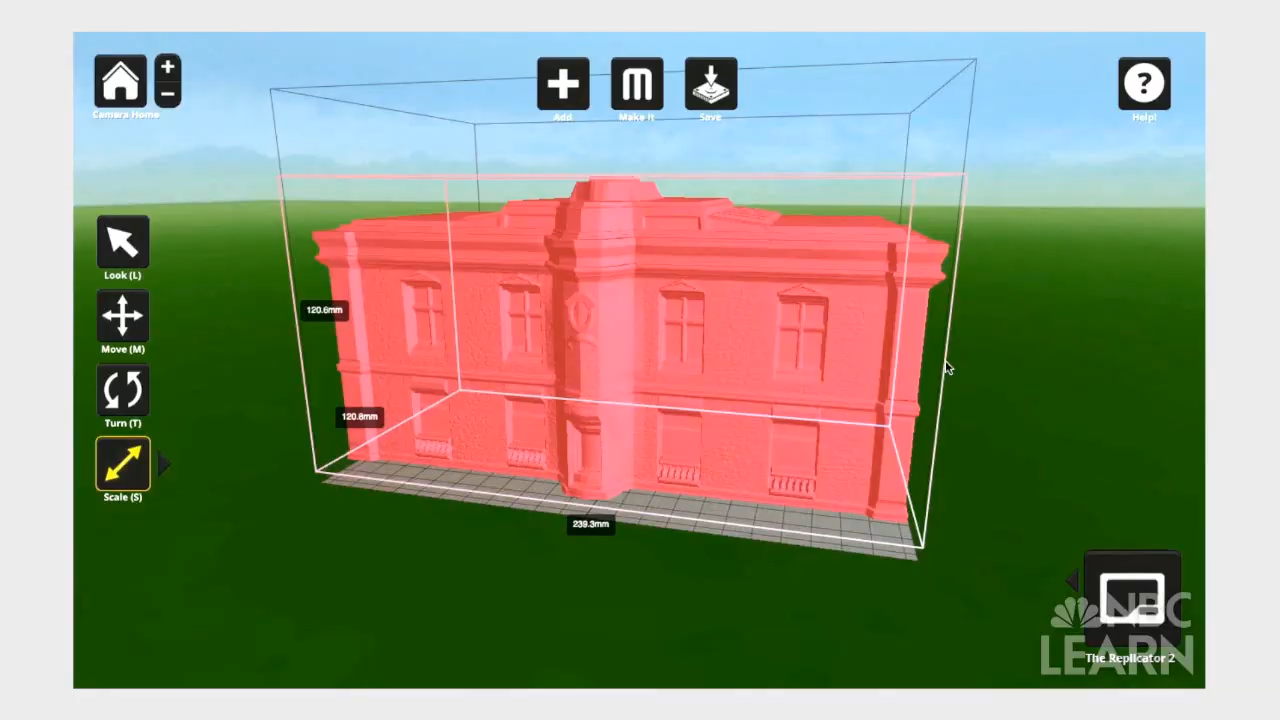 Camera Home
Add
Make It
Save
Help!
Look (L)
Move (M)
Turn (T)
Scale (S)
120.6mm
120.8mm
239.3mm
NBC
LEARN
The Replicator 2